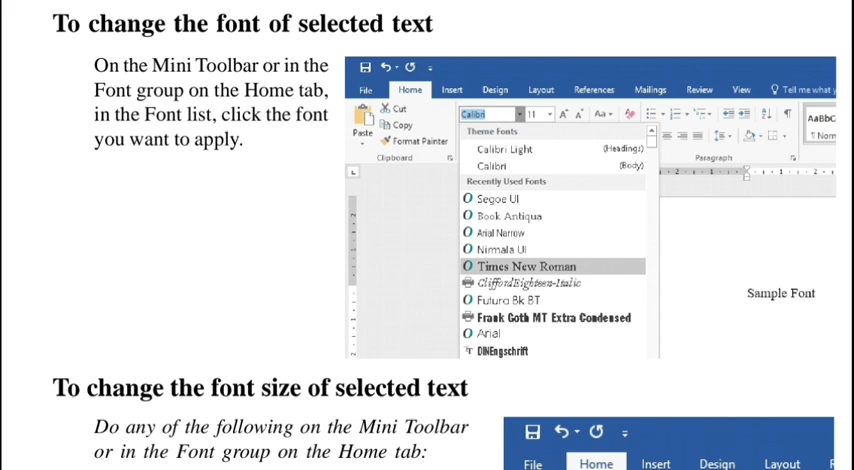 To change the font of selected text
On the Mini Toolbar or in the
Font group on the Home tab,
in the Font list, click the font
you want to apply.
File Home Insert Design Layout References Mailings Review View Tell me what y
Paste
Cut
Copy
Format Painter
Clipboard
Calibri 11 Aa
Theme Fonts
Calibri Light (Headings)
Calibri (Body)
Recently Used Fonts
Segoe UI
Book Antiqua
Arial Narrow
Nirmala UI
Times New Roman
CliffordEighteen-Italic
Futura Bk BT
Frank Goth MT Extra Condensed
Arial
DINEngschrift
Paragraph
AaBbC
¶ Norm
Sample Font
To change the font size of selected text
Do any of the following on the Mini Toolbar
or in the Font group on the Home tab:
File Home Insert Design Layout R